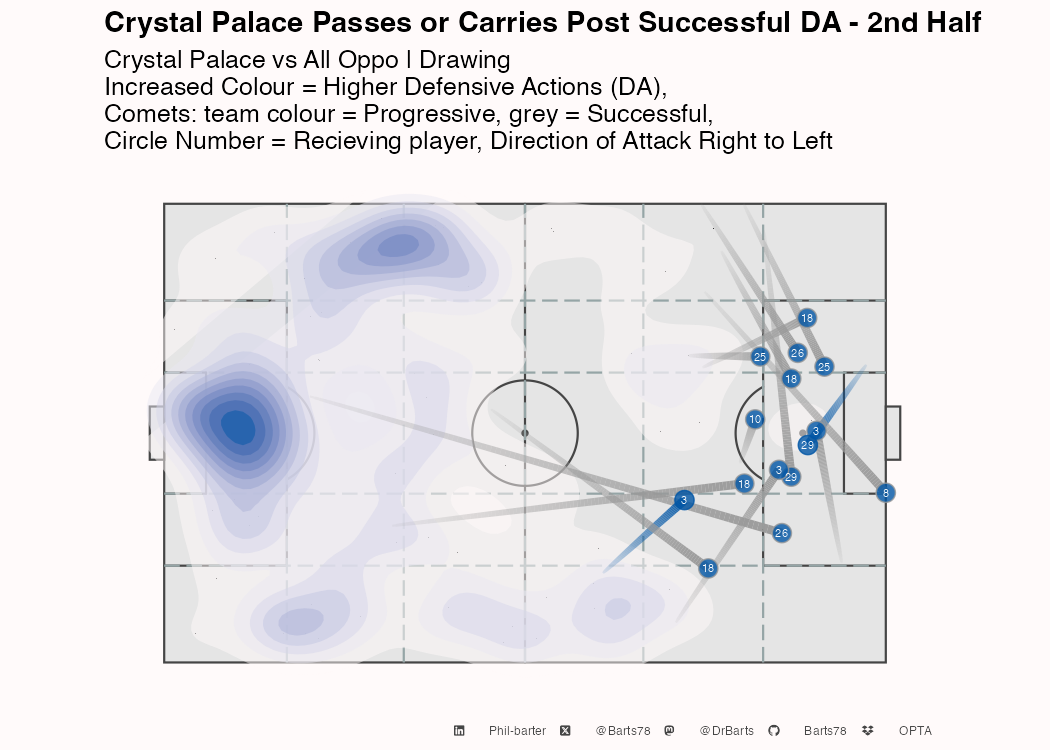 Crystal Palace Passes or Carries Post Successful DA - 2nd Half
Crystal Palace vs All Oppo | Drawing
Increased Colour = Higher Defensive Actions (DA),
Comets: team colour = Progressive, grey = Successful,
Circle Number = Recieving player, Direction of Attack Right to Left
18
26
25
25
18
10
3
29
3
29
18
8
3
26
18
Phil-barter @Barts78 @DrBarts Barts78 OPTA